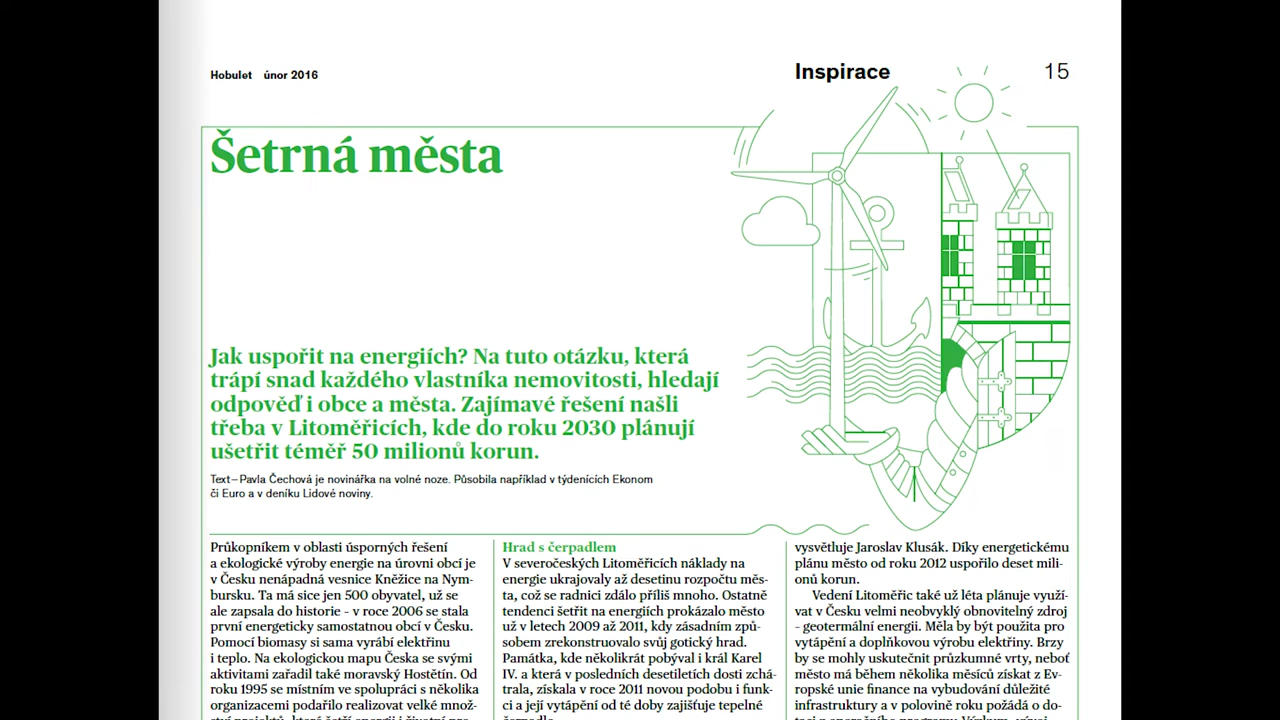 Hobulet únor 2016
Inspirace
15
Šetrná města
Jak uspořit na energiích? Na tuto otázku, která
trápí snad každého vlastníka nemovitosti, hledají
odpověď i obce a města. Zajímavé řešení našli
třeba v Litoměřicích, kde do roku 2030 plánují
ušetřit téměř 50 milionů korun.
Text–Pavla Čechová je novinářka na volné noze. Působila například v týdenících Ekonom
či Euro a v deníku Lidové noviny.
Průkopníkem v oblasti úsporných řešení
a ekologické výroby energie na úrovni obcí je
v Česku nenápadná vesnice Kněžice na Nym-
bursku. Ta má sice jen 500 obyvatel, už se
ale zapsala do historie – v roce 2006 se stala
první energeticky samostatnou obcí v Česku.
Pomocí biomasy si sama vyrábí elektřinu
i teplo. Na ekologickou mapu Česka se svými
aktivitami zařadil také moravský Hostětín. Od
roku 1995 se místním ve spolupráci s několika
organizacemi podařilo realizovat velké množ-
ství projektů, které šetří energii i životní pro-
Hrad s čerpadlem
V severočeských Litoměřicích náklady na
energie ukrajovaly až desetinu rozpočtu měs-
ta, což se radnici zdálo příliš mnoho. Ostatně
tendenci šetřit na energiích prokázalo město
už v letech 2009 až 2011, kdy zásadním způ-
sobem zrekonstruovalo svůj gotický hrad.
Památka, kde několikrát pobýval i král Karel
IV. a která v posledních desetiletích dosti zchá-
trala, získala v roce 2011 novou podobu i funk-
ci a její vytápění od té doby zajišťuje tepelné
čerpadlo.
vysvětluje Jaroslav Klusák. Díky energetickému
plánu město od roku 2012 uspořilo deset mili-
onů korun.
Vedení Litoměřic také už léta plánuje využí-
vat v Česku velmi neobvyklý obnovitelný zdroj
– geotermální energii. Měla by být použita pro
vytápění a doplňkovou výrobu elektřiny. Brzy
by se mohly uskutečnit průzkumné vrty, neboť
město má během několika měsíců získat z Ev-
ropské unie finance na vybudování důležité
infrastruktury a v polovině roku požádá o do-